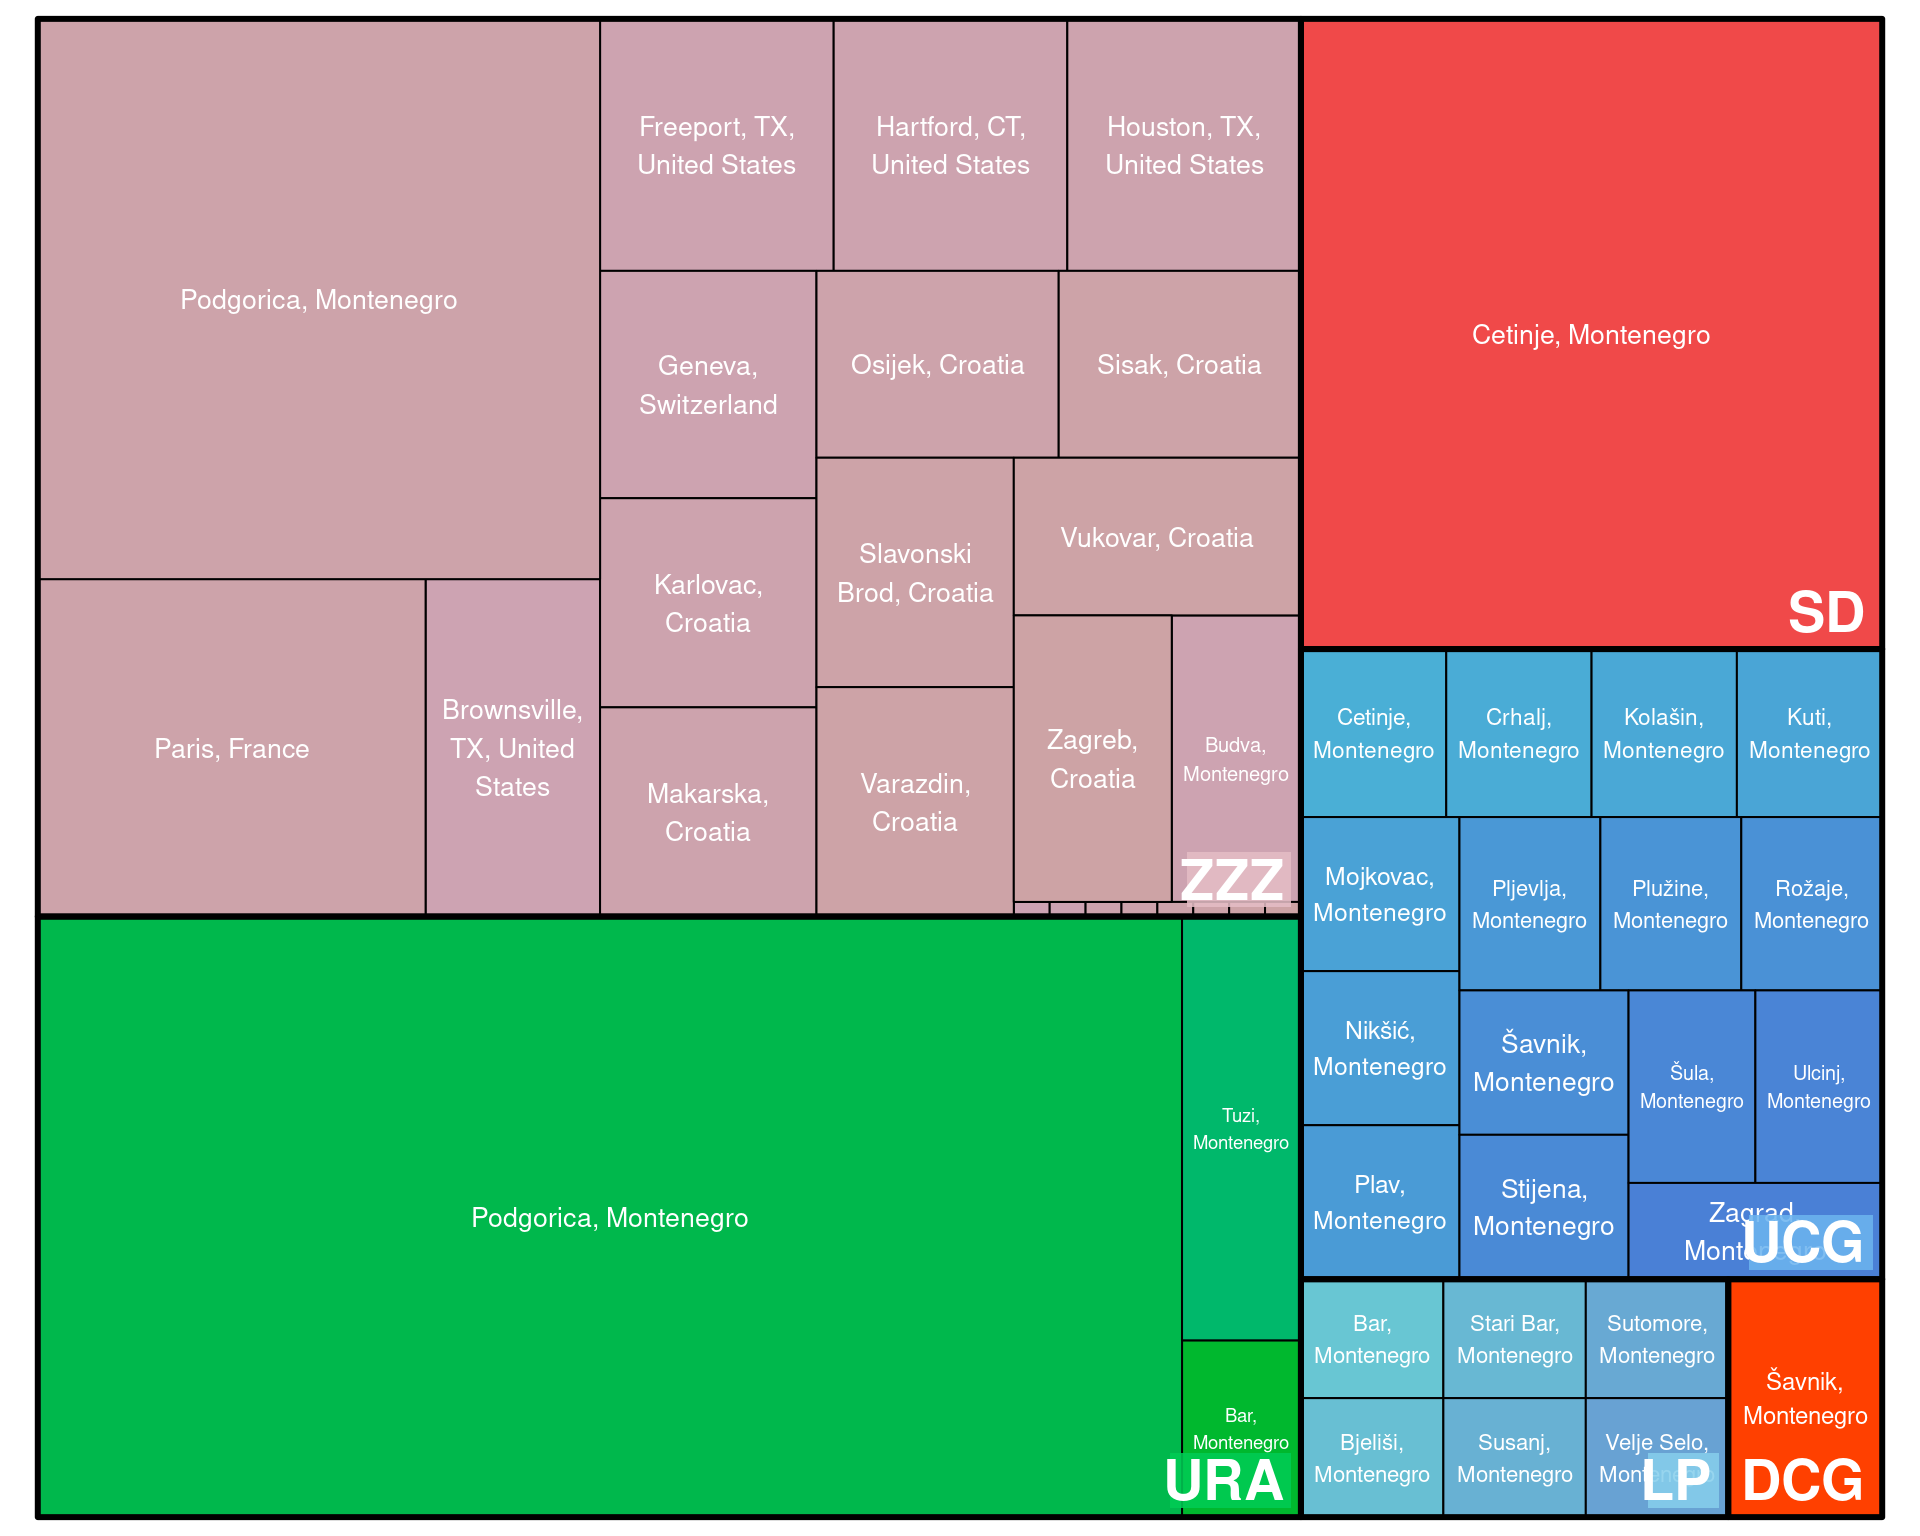 Podgorica, Montenegro
Freeport, TX,
United States
Hartford, CT,
United States
Houston, TX,
United States
Geneva,
Switzerland
Osijek, Croatia
Sisak, Croatia
Karlovac,
Croatia
Slavonski
Brod, Croatia
Vukovar, Croatia
Paris, France
Brownsville,
TX, United
States
Makarska,
Croatia
Varazdin,
Croatia
Zagreb,
Croatia
Budva,
Montenegro
ZZZ
Cetinje, Montenegro
SD
Cetinje,
Montenegro
Crhalj,
Montenegro
Kolašin,
Montenegro
Kuti,
Montenegro
Mojkovac,
Montenegro
Pljevlja,
Montenegro
Plužine,
Montenegro
Rožaje,
Montenegro
Nikšić,
Montenegro
Šavnik,
Montenegro
Šula,
Montenegro
Ulcinj,
Montenegro
Plav,
Montenegro
Stijena,
Montenegro
Zagrad,
Montenegro
UCG
Podgorica, Montenegro
Tuzi,
Montenegro
Bar,
Montenegro
URA
Bar,
Montenegro
Stari Bar,
Montenegro
Sutomore,
Montenegro
Bjeliši,
Montenegro
Susanj,
Montenegro
Velje Selo,
Montenegro
LP
Šavnik,
Montenegro
DCG